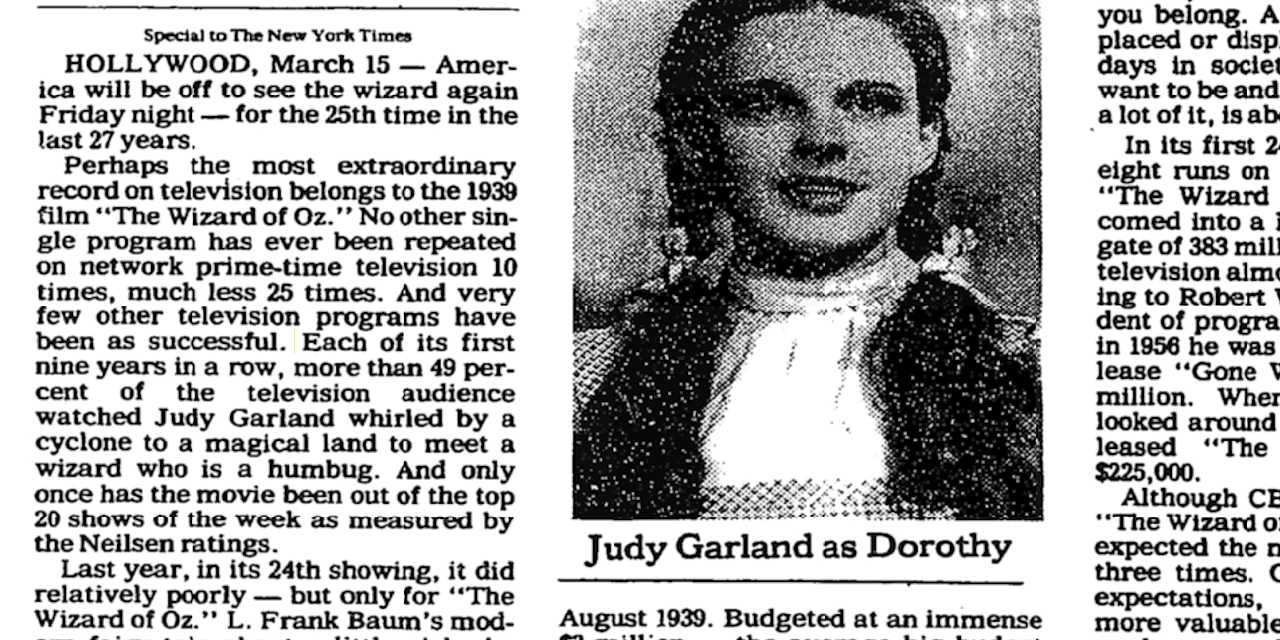 Special to The New York Times
HOLLYWOOD, March 15 — Amer-
ica will be off to see the wizard again
Friday night — for the 25th time in the
last 27 years.
Perhaps the most extraordinary
record on television belongs to the 1939
film “The Wizard of Oz.” No other sin-
gle program has ever been repeated
on network prime-time television 10
times, much less 25 times. And very
few other television programs have
been as successful. Each of its first
nine years in a row, more than 49 per-
cent of the television audience
watched Judy Garland whirled by a
cyclone to a magical land to meet a
wizard who is a humbug. And only
once has the movie been out of the top
20 shows of the week as measured by
the Neilsen ratings.
Last year, in its 24th showing, it did
relatively poorly — but only for “The
Wizard of Oz.” L. Frank Baum's mod-
Judy Garland as Dorothy
August 1939. Budgeted at an immense
you belong. A
placed or disp
days in societ
want to be and
a lot of it, is ab
In its first 2
eight runs on
“The Wizard
comed into a
gate of 383 mill
television almo
ing to Robert
dent of progra
in 1956 he was
lease “Gone
million. When
looked around
leased “The
$225,000.
Although CB
“The Wizard o
expected the
three times.
expectations,
more valuable